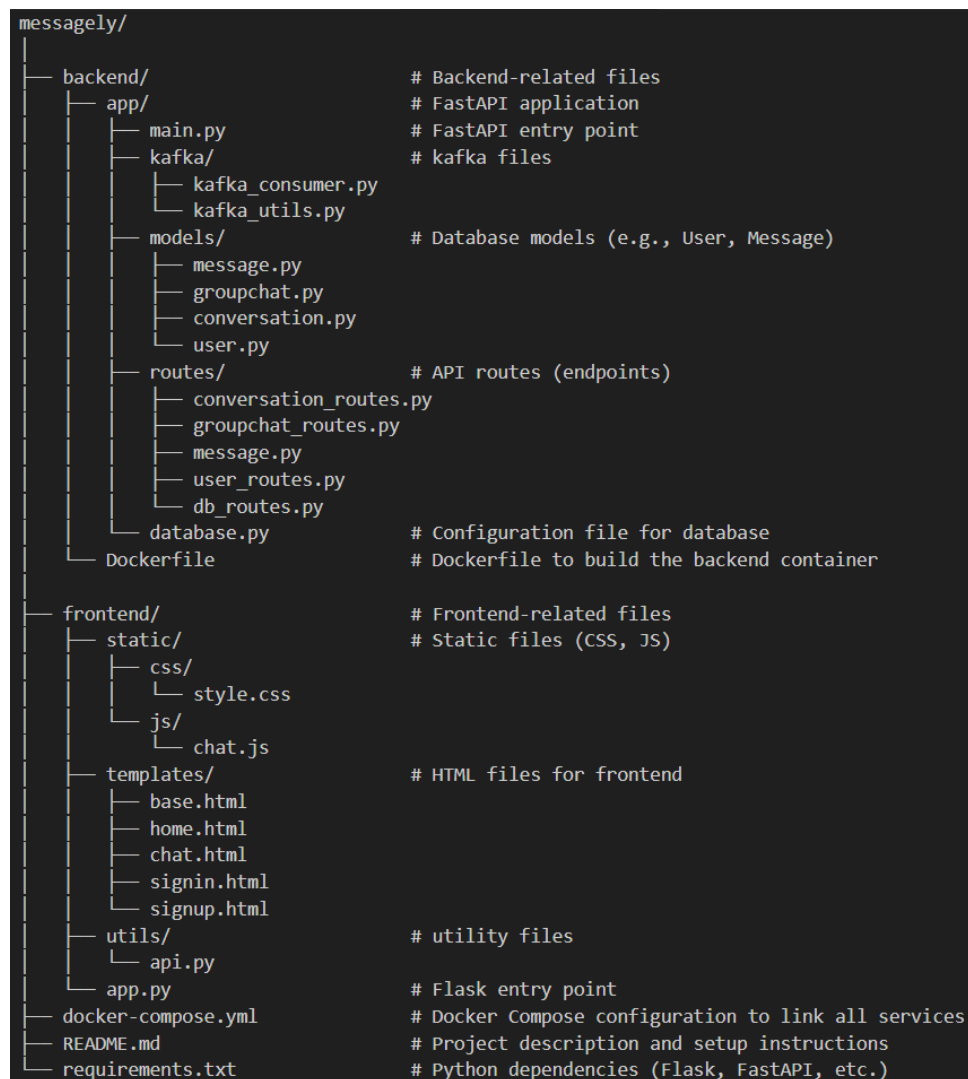 messagely/
│
├── backend/                        # Backend-related files
│   ├── app/                        # FastAPI application
│   │   ├── main.py                 # FastAPI entry point
│   │   ├── kafka/                  # kafka files
│   │   │   ├── kafka_consumer.py
│   │   │   └── kafka_utils.py
│   │   ├── models/                 # Database models (e.g., User, Message)
│   │   │   ├── message.py
│   │   │   ├── groupchat.py
│   │   │   ├── conversation.py
│   │   │   └── user.py
│   │   ├── routes/                 # API routes (endpoints)
│   │   │   ├── conversation_routes.py
│   │   │   ├── groupchat_routes.py
│   │   │   ├── message.py
│   │   │   ├── user_routes.py
│   │   │   └── db_routes.py
│   │   └── database.py             # Configuration file for database
│   └── Dockerfile                  # Dockerfile to build the backend container
│
├── frontend/                       # Frontend-related files
│   ├── static/                     # Static files (CSS, JS)
│   │   ├── css/
│   │   │   └── style.css
│   │   └── js/
│   │       └── chat.js
│   ├── templates/                  # HTML files for frontend
│   │   ├── base.html
│   │   ├── home.html
│   │   ├── chat.html
│   │   ├── signin.html
│   │   └── signup.html
│   ├── utils/                      # utility files
│   │   └── api.py
│   └── app.py                      # Flask entry point
├── docker-compose.yml              # Docker Compose configuration to link all services
├── README.md                       # Project description and setup instructions
└── requirements.txt                # Python dependencies (Flask, FastAPI, etc.)